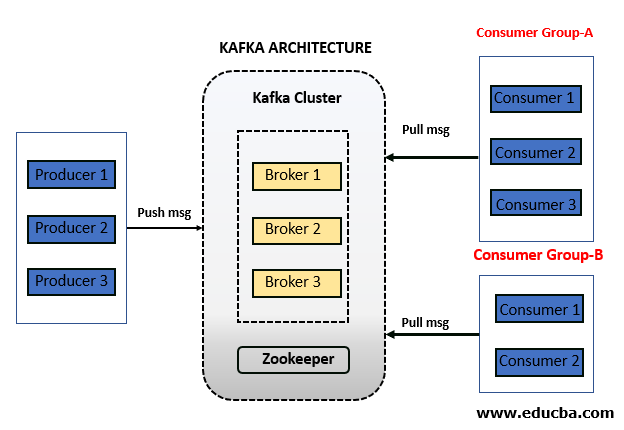 KAFKA ARCHITECTURE
Kafka Cluster
Producer 1
Producer 2
Producer 3
Push msg
Broker 1
Broker 2
Broker 3
Zookeeper
Pull msg
Pull msg
Consumer Group-A
Consumer 1
Consumer 2
Consumer 3
Consumer Group-B
Consumer 1
Consumer 2
www.educba.com